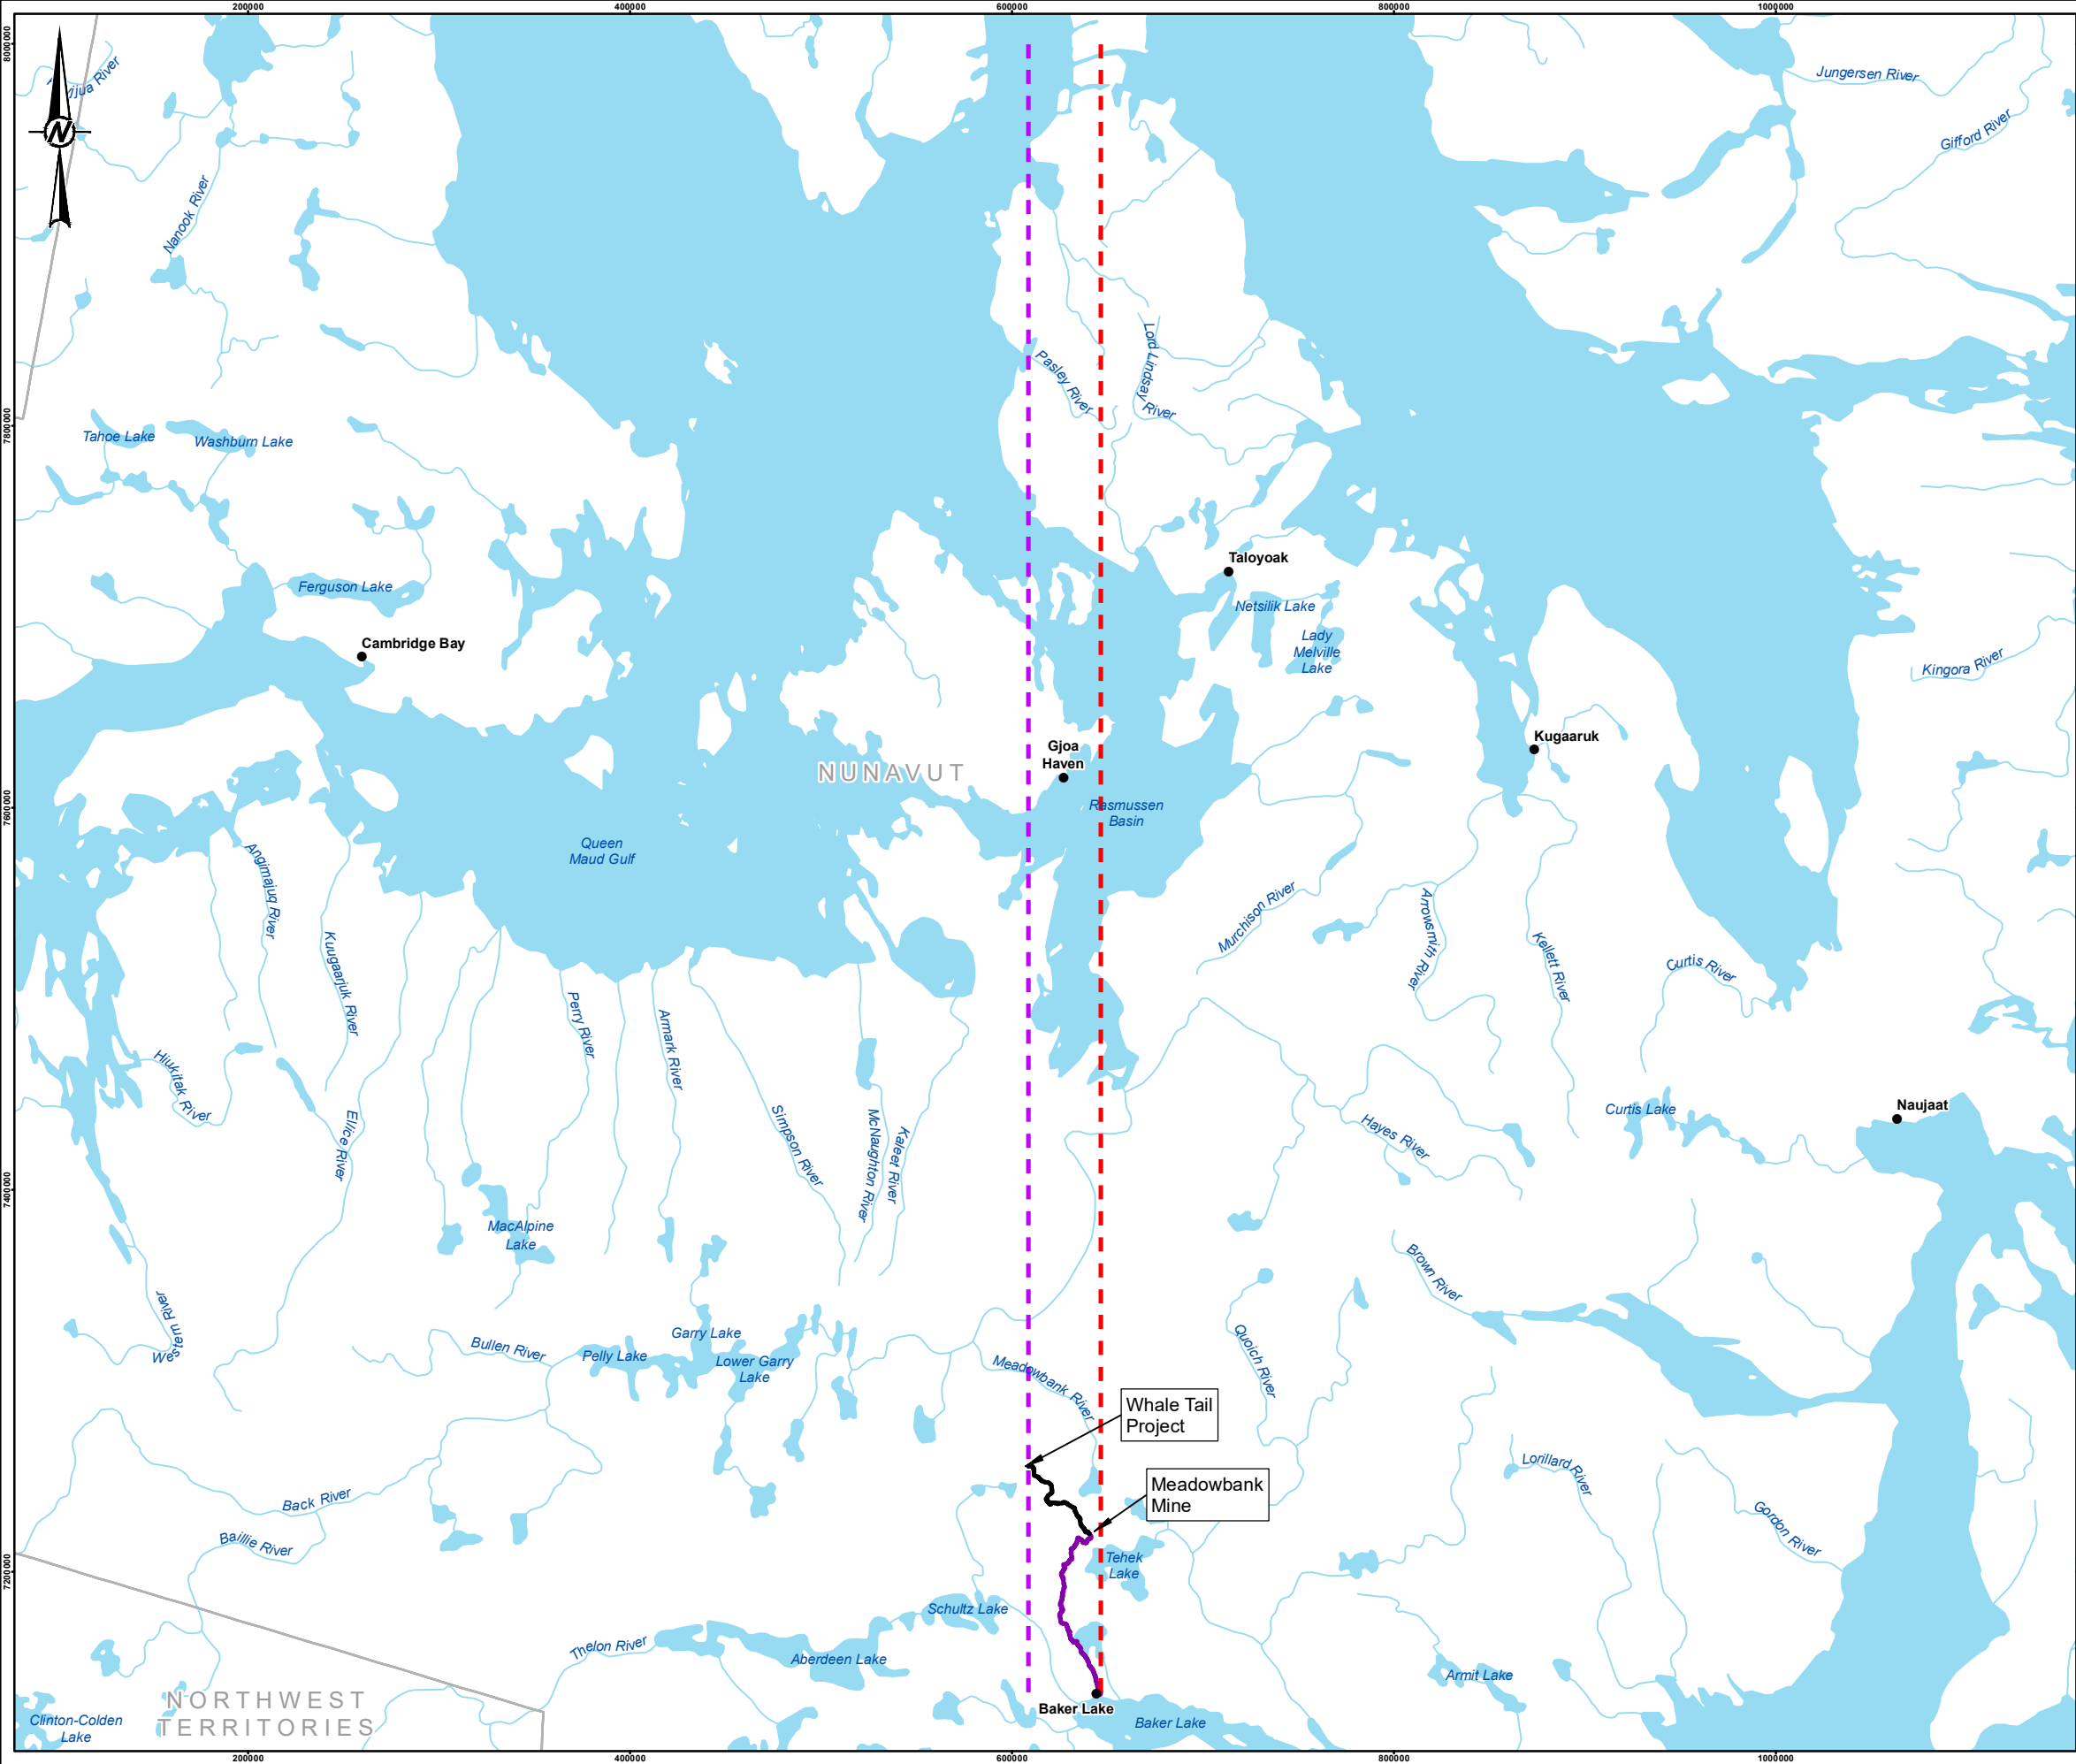 200000
400000
600000
800000
1000000
8000000
7800000
7600000
7400000
7200000
N
River
Nanook River
Jungersen River
Gifford River
Pasley River
Lord Lindsay
River
Tahoe Lake
Washburn Lake
Taloyoak
Ferguson Lake
Netsilik Lake
Lady
Melville
Lake
Cambridge Bay
Kingora River
Kugaaruk
Gjoa
Haven
NUNAVUT
Rasmussen
Basin
Queen
Maud Gulf
Angimajuq River
Kuugaarjuk River
Murchison River
Arrowsmith River
Kellett River
Curtis River
Perry River
Armark River
Hiukitak River
Ellice River
Simpson River
McNaughton River
Kaleet River
Hayes River
Curtis Lake
Naujaat
MacAlpine
Lake
Brown River
Western River
Bullen River
Pelly Lake
Garry Lake
Lower Garry
Lake
Meadowbank River
Quoich River
Whale Tail
Project
Meadowbank
Mine
Lorillard River
Gordon River
Back River
Baillie River
Tehek
Lake
Schultz Lake
Thelon River
Aberdeen Lake
Armit Lake
NORTHWEST
TERRITORIES
Clinton-Colden
Lake
Baker Lake
Baker Lake
200000
400000
600000
800000
1000000